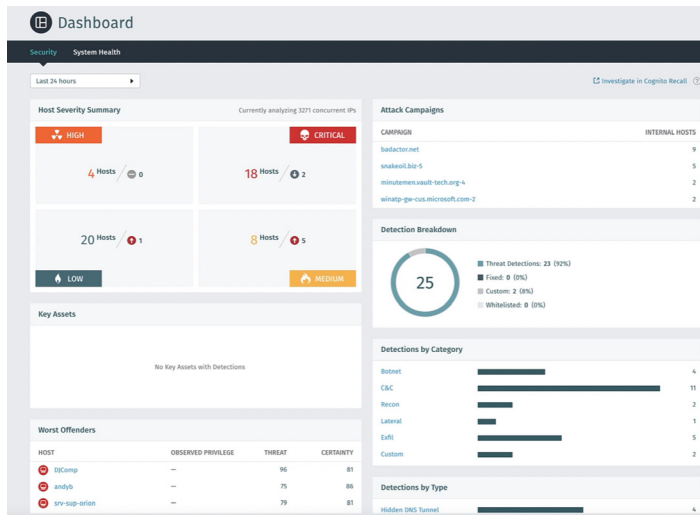 Dashboard
Security System Health
Last 24 hours
Investigate in Cognito Recall ?
Host Severity Summary Currently analyzing 3271 concurrent IPs
HIGH
CRITICAL
4 Hosts / 0
18 Hosts / 2
20 Hosts / 1
8 Hosts / 5
LOW
MEDIUM
Key Assets
No Key Assets with Detections
Worst Offenders
HOST OBSERVED PRIVILEGE THREAT CERTAINTY
DJComp — 96 81
andyb — 75 86
srv-sup-orion — 79 81
Attack Campaigns
CAMPAIGN INTERNAL HOSTS
badactor.net 9
snakeoil.biz-5 5
minutemen.vault-tech.org-4 2
winatp-gw-cus.microsoft.com-2 2
Detection Breakdown
25
Threat Detections: 23 (92%)
Fixed: 0 (0%)
Custom: 2 (8%)
Whitelisted: 0 (0%)
Detections by Category
Botnet 4
C&C 11
Recon 2
Lateral 1
Exfil 5
Custom 2
Detections by Type
Hidden DNS Tunnel 4